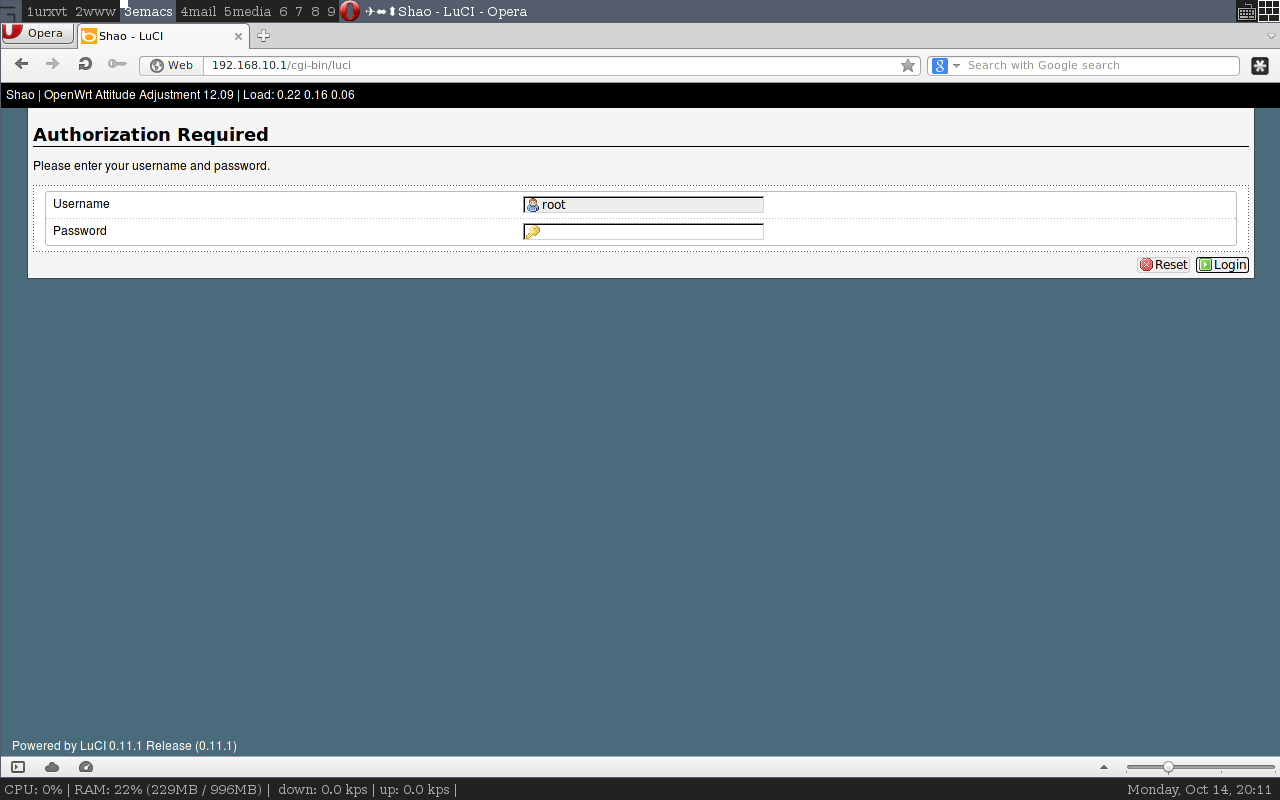 1urxvt 2www 3emacs 4mail 5media 6 7 8 9 Shao - LuCI - Opera
Opera Shao - LuCI
Web 192.168.10.1/cgi-bin/luci Search with Google search
Shao | OpenWrt Attitude Adjustment 12.09 | Load: 0.22 0.16 0.06
Authorization Required
Please enter your username and password.
Username root
Password
Reset Login
Powered by LuCI 0.11.1 Release (0.11.1)
CPU: 0% | RAM: 22% (229MB / 996MB) | down: 0.0 kps | up: 0.0 kps | Monday, Oct 14, 20:11